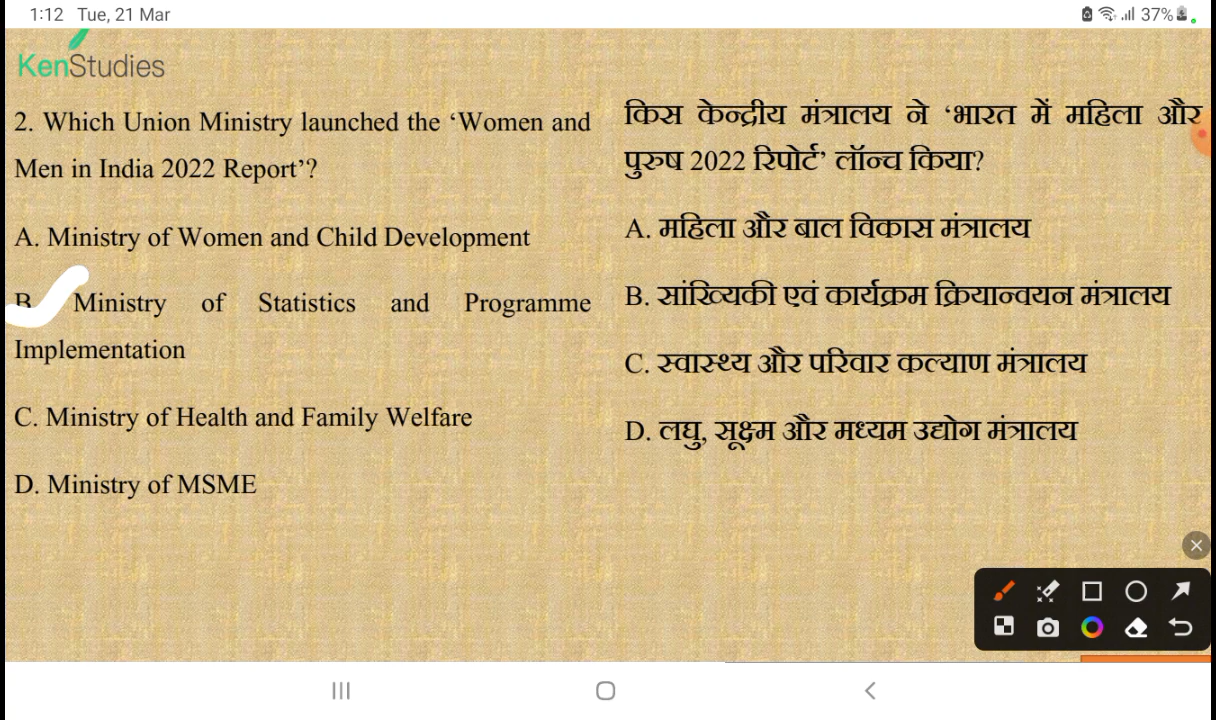 1:12 Tue, 21 Mar
37%
KenStudies
2. Which Union Ministry launched the ‘Women and
Men in India 2022 Report’?
A. Ministry of Women and Child Development
B. Ministry of Statistics and Programme
Implementation
C. Ministry of Health and Family Welfare
D. Ministry of MSME
किस केन्द्रीय मंत्रालय ने ‘भारत में महिला और
पुरुष 2022 रिपोर्ट’ लॉन्च किया?
A. महिला और बाल विकास मंत्रालय
B. सांख्यिकी एवं कार्यक्रम क्रियान्वयन मंत्रालय
C. स्वास्थ्य और परिवार कल्याण मंत्रालय
D. लघु, सूक्ष्म और मध्यम उद्योग मंत्रालय